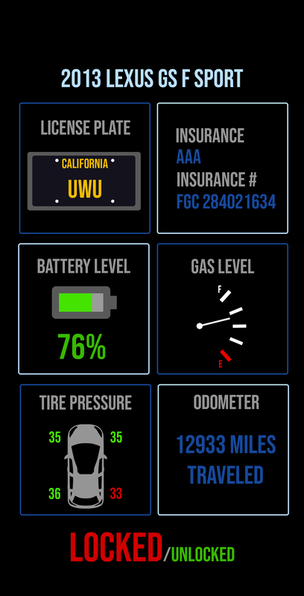 2013 LEXUS GS F SPORT
LICENSE PLATE
CALIFORNIA
UWU
INSURANCE
AAA
INSURANCE #
FGC 284021634
BATTERY LEVEL
76%
GAS LEVEL
F
E
TIRE PRESSURE
35 35
36 33
ODOMETER
12933 MILES
TRAVELED
LOCKED/UNLOCKED